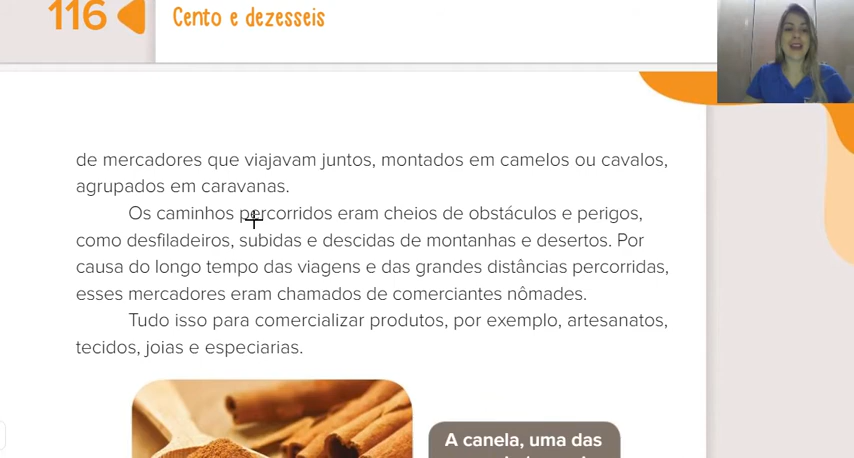 116
Cento e dezesseis
de mercadores que viajavam juntos, montados em camelos ou cavalos,
agrupados em caravanas.
Os caminhos percorridos eram cheios de obstáculos e perigos,
como desfiladeiros, subidas e descidas de montanhas e desertos. Por
causa do longo tempo das viagens e das grandes distâncias percorridas,
esses mercadores eram chamados de comerciantes nômades.
Tudo isso para comercializar produtos, por exemplo, artesanatos,
tecidos, joias e especiarias.
A canela, uma das